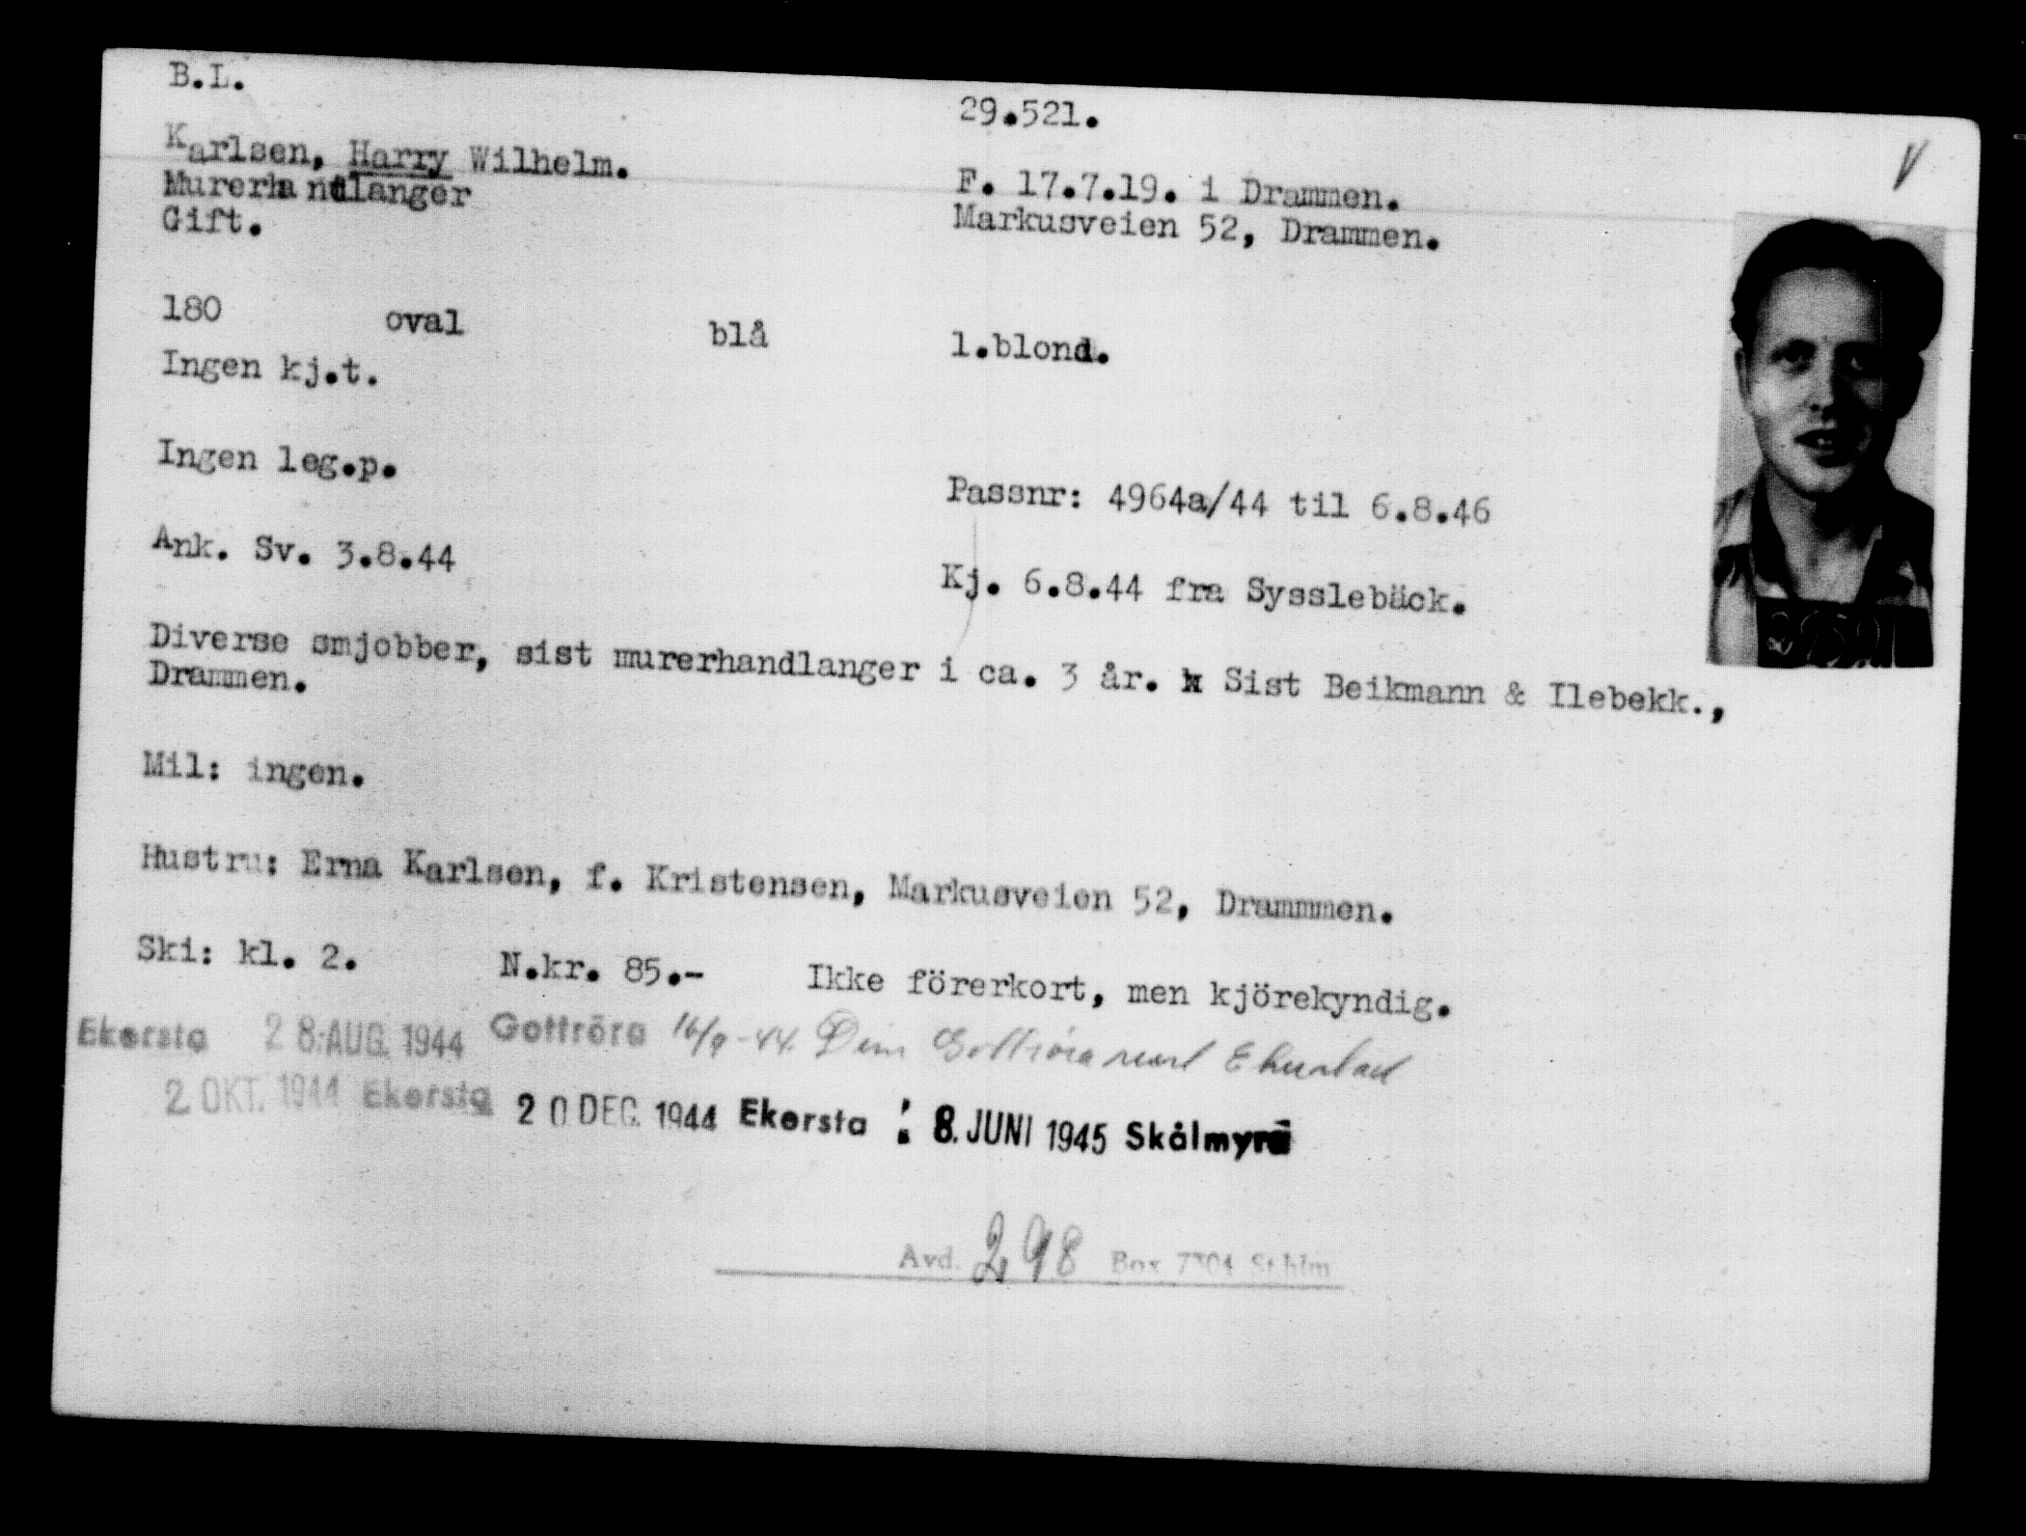 B.L.
29.521.
Karlsen, Harry Wilhelm.
F. 17.7.19. i Drammen.
Murerhandlanger
Markusveien 52, Drammen.
Gift.
180 oval blå l.blond.
Ingen kj.t.
Ingen leg.p.
Passnr: 4964a/44 til 6.8.46
Ank. Sv. 3.8.44
Kj. 6.8.44 fra Sysslebäck.
Diverse smjobber, sist murerhandlanger i ca. 3 år. Sist Beikmann & Ilebekk.,
Drammen.
Mil: ingen.
Hustru: Erna Karlsen, f. Kristensen, Markusveien 52, Drammmen.
Ski: kl. 2. N.kr. 85.- Ikke förerkort, men kjörekyndig.
Ekersta 28. AUG. 1944 Gottröra 16/9-44. Dim Gottröra
2 OKT. 1944 Ekersta 20 DEC. 1944 Ekersta 8. JUNI 1945 Skålmyra
Avd. 298 Box 7304 Sthlm